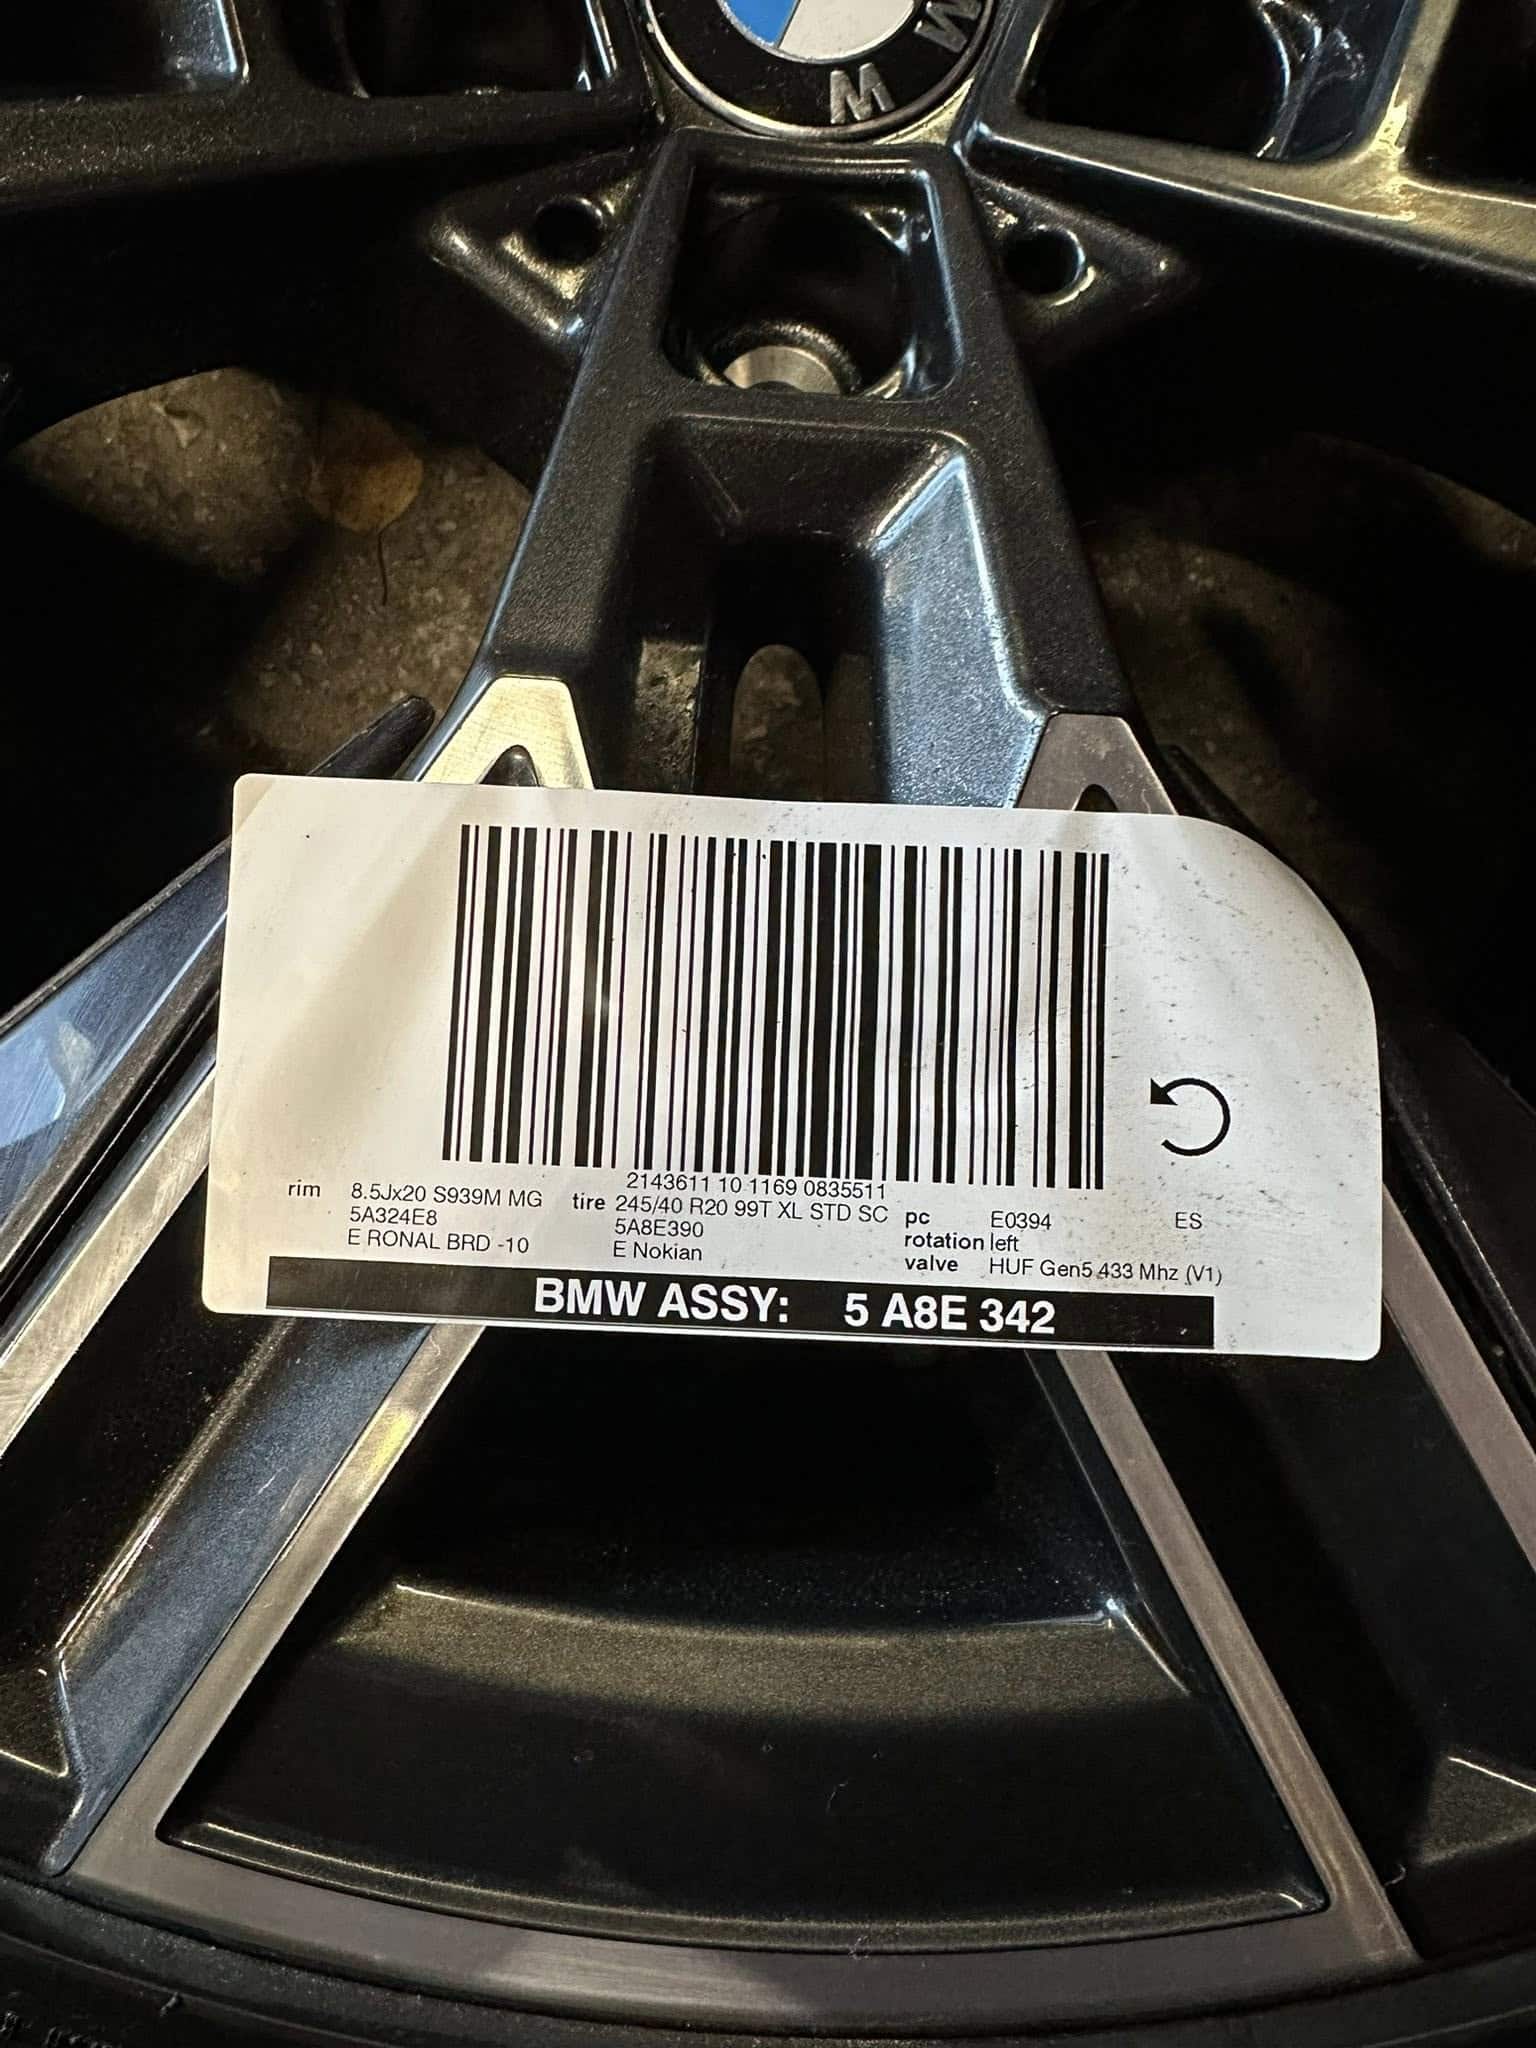 M W
2143611 10 1169 0835511
rim 8.5Jx20 S939M MG tire 245/40 R20 99T XL STD SC pc E0394 ES
5A324E8 5A8E390 rotation left
E RONAL BRD -10 E Nokian valve HUF Gen5 433 Mhz (V1)
BMW ASSY: 5 A8E 342